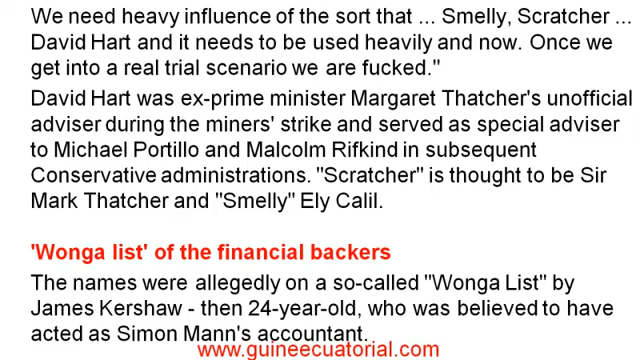 We need heavy influence of the sort that ... Smelly, Scratcher ...
David Hart and it needs to be used heavily and now. Once we
get into a real trial scenario we are fucked."
David Hart was ex-prime minister Margaret Thatcher's unofficial
adviser during the miners' strike and served as special adviser
to Michael Portillo and Malcolm Rifkind in subsequent
Conservative administrations. "Scratcher" is thought to be Sir
Mark Thatcher and "Smelly" Ely Calil.
'Wonga list' of the financial backers
The names were allegedly on a so-called "Wonga List" by
James Kershaw - then 24-year-old, who was believed to have
acted as Simon Mann's accountant.
www.guineecuatorial.com